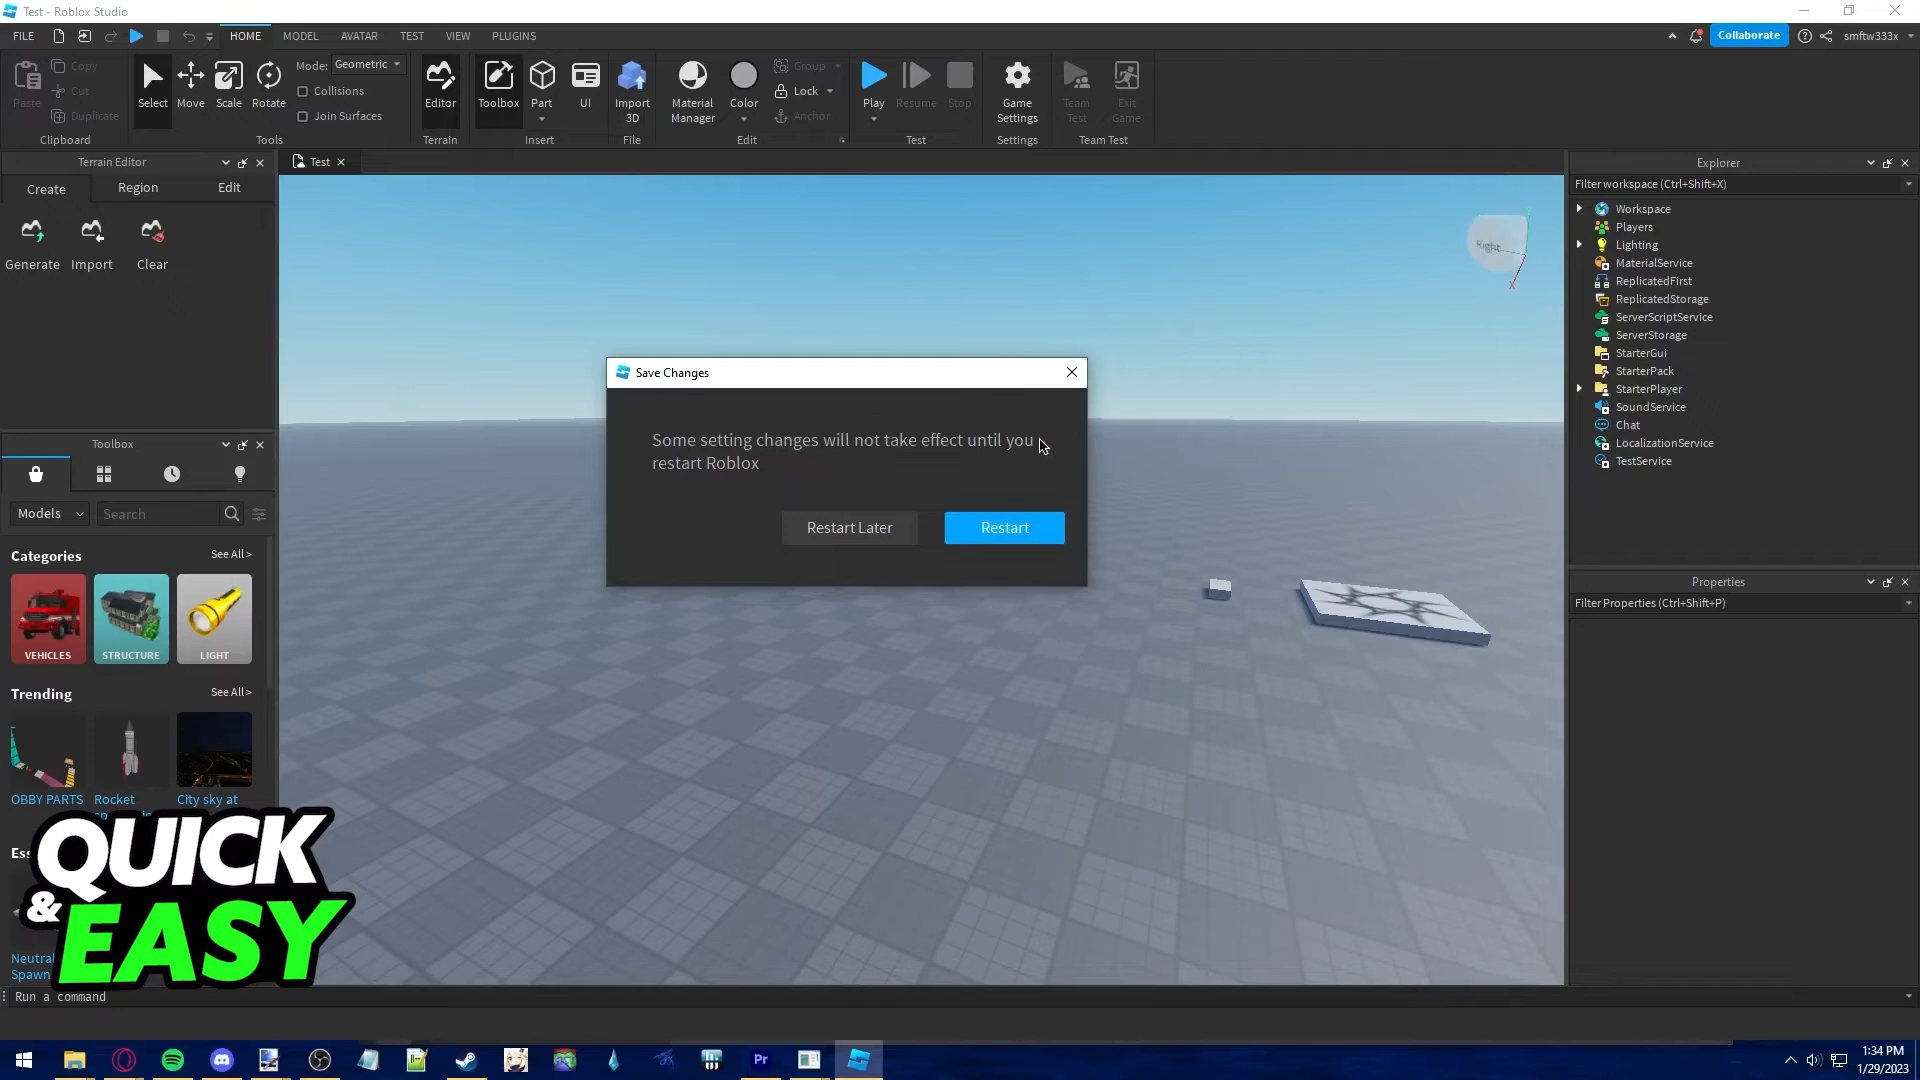 Test - Roblox Studio
FILE
HOME
MODEL
AVATAR
TEST
VIEW
PLUGINS
Collaborate
smftw333x
Paste
Copy
Cut
Duplicate
Clipboard
Select
Move
Scale
Rotate
Mode:
Geometric
Collisions
Join Surfaces
Tools
Editor
Terrain
Toolbox
Part
UI
Insert
Import
3D
File
Material
Manager
Color
Group
Lock
Anchor
Edit
Play
Resume
Stop
Test
Game
Settings
Settings
Team
Test
Exit
Game
Team Test
Terrain Editor
Create
Region
Edit
Generate
Import
Clear
Test
Right
X
Save Changes
Some setting changes will not take effect until you
restart Roblox
Restart Later
Restart
Explorer
Filter workspace (Ctrl+Shift+X)
Workspace
Players
Lighting
MaterialService
ReplicatedFirst
ReplicatedStorage
ServerScriptService
ServerStorage
StarterGui
StarterPack
StarterPlayer
SoundService
Chat
LocalizationService
TestService
Properties
Filter Properties (Ctrl+Shift+P)
Toolbox
Models
Search
Categories
See All >
VEHICLES
STRUCTURE
LIGHT
Trending
See All >
OBBY PARTS
Rocket
City sky at
QUICK
& EASY
Neutral
Spawn
Run a command
Pr
1:34 PM
1/29/2023